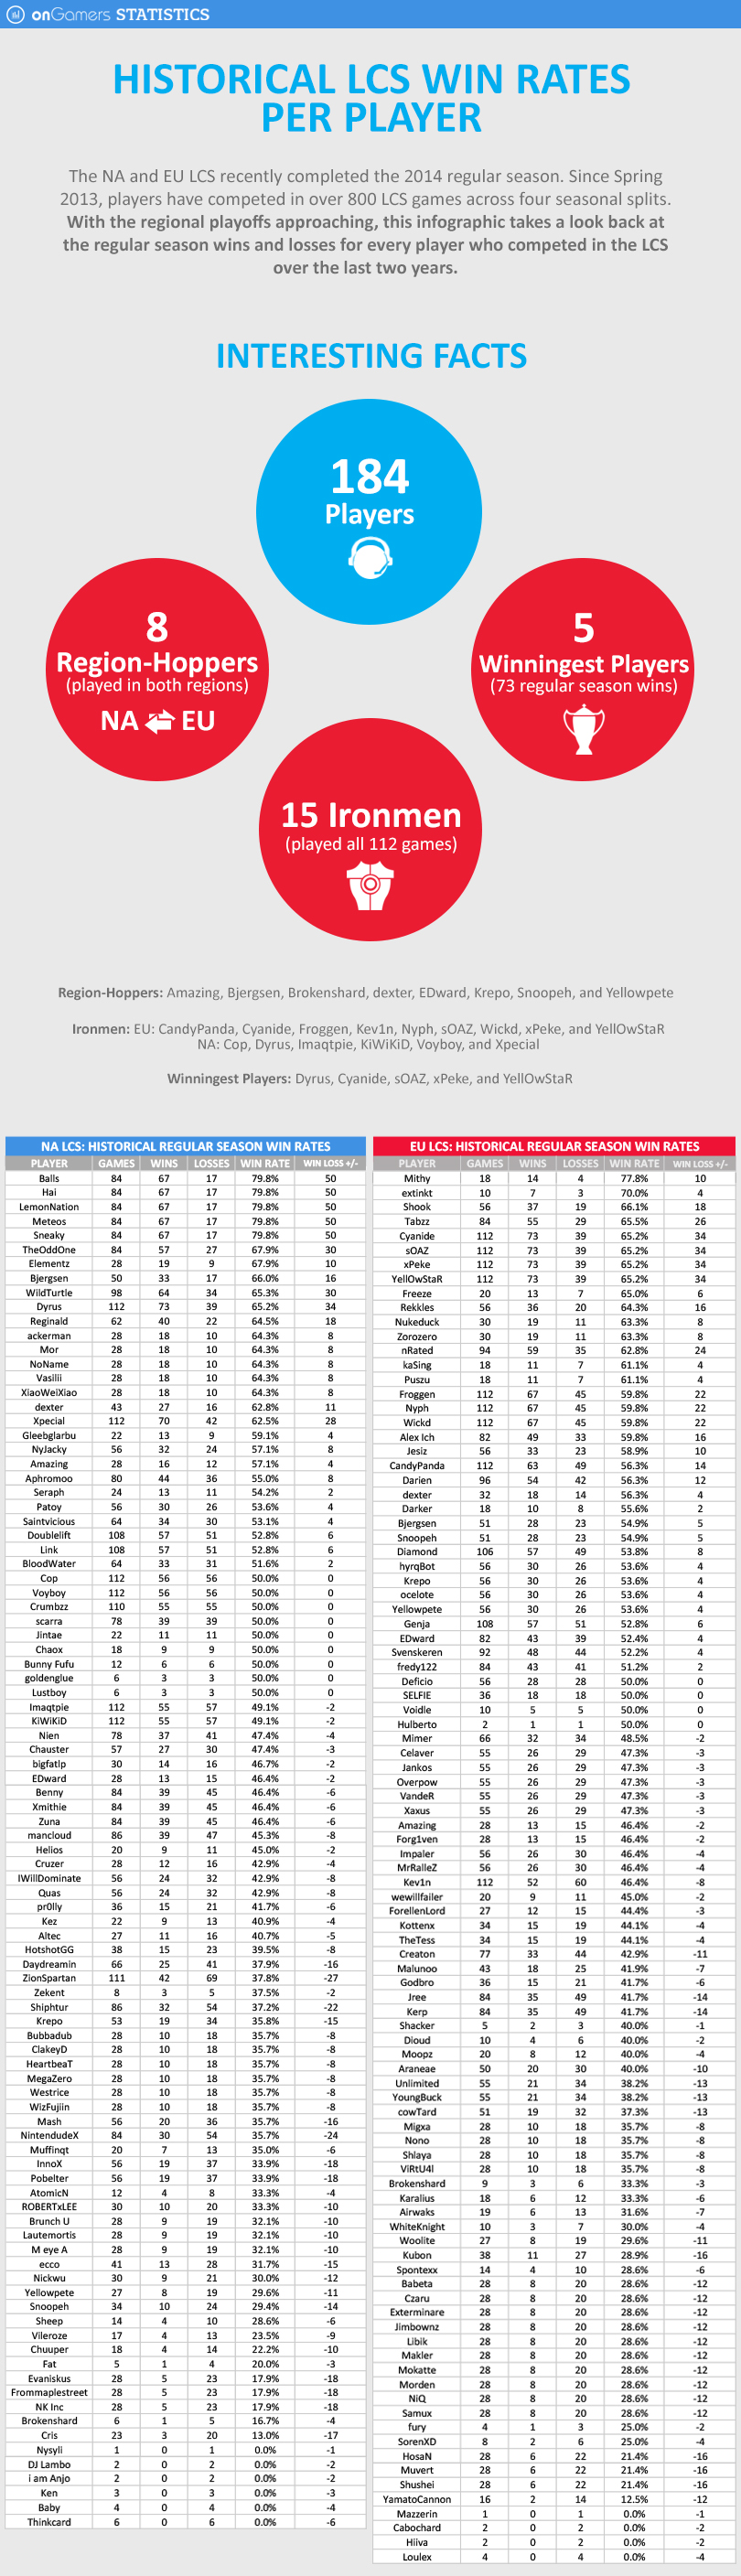 onGamers STATISTICS
HISTORICAL LCS WIN RATES
PER PLAYER
The NA and EU LCS recently completed the 2014 regular season. Since Spring
2013, players have competed in over 800 LCS games across four seasonal splits.
With the regional playoffs approaching, this infographic takes a look back at
the regular season wins and losses for every player who competed in the LCS
over the last two years.
INTERESTING FACTS
184
Players
8
Region-Hoppers
(played in both regions)
NA EU
5
Winningest Players
(73 regular season wins)
15 Ironmen
(played all 112 games)
Region-Hoppers: Amazing, Bjergsen, Brokenshard, dexter, EDward, Krepo, Snoopeh, and Yellowpete
Ironmen: EU: CandyPanda, Cyanide, Froggen, Kev1n, Nyph, sOAZ, Wickd, xPeke, and YellOwStaR
NA: Cop, Dyrus, Imaqtpie, KiWiKiD, Voyboy, and Xpecial
Winningest Players: Dyrus, Cyanide, sOAZ, xPeke, and YellOwStaR
NA LCS: HISTORICAL REGULAR SEASON WIN RATES
PLAYER GAMES WINS LOSSES WIN RATE WIN LOSS +/-
Balls 84 67 17 79.8% 50
Hai 84 67 17 79.8% 50
LemonNation 84 67 17 79.8% 50
Meteos 84 67 17 79.8% 50
Sneaky 84 67 17 79.8% 50
TheOddOne 84 57 27 67.9% 30
Elementz 28 19 9 67.9% 10
Bjergsen 50 33 17 66.0% 16
WildTurtle 98 64 34 65.3% 30
Dyrus 112 73 39 65.2% 34
Reginald 62 40 22 64.5% 18
ackerman 28 18 10 64.3% 8
Mor 28 18 10 64.3% 8
NoName 28 18 10 64.3% 8
Vasilii 28 18 10 64.3% 8
XiaoWeiXiao 28 18 10 64.3% 8
dexter 43 27 16 62.8% 11
Xpecial 112 70 42 62.5% 28
Gleebglarbu 22 13 9 59.1% 4
NyJacky 56 32 24 57.1% 8
Amazing 28 16 12 57.1% 4
Aphromoo 80 44 36 55.0% 8
Seraph 24 13 11 54.2% 2
Patoy 56 30 26 53.6% 4
Saintvicious 64 34 30 53.1% 4
Doublelift 108 57 51 52.8% 6
Link 108 57 51 52.8% 6
BloodWater 64 33 31 51.6% 2
Cop 112 56 56 50.0% 0
Voyboy 112 56 56 50.0% 0
Crumbzz 110 55 55 50.0% 0
scarra 78 39 39 50.0% 0
Jintae 22 11 11 50.0% 0
Chaox 18 9 9 50.0% 0
Bunny Fufu 12 6 6 50.0% 0
goldenglue 6 3 3 50.0% 0
Lustboy 6 3 3 50.0% 0
Imaqtpie 112 55 57 49.1% -2
KiWiKiD 112 55 57 49.1% -2
Nien 78 37 41 47.4% -4
Chauster 57 27 30 47.4% -3
bigfatlp 30 14 16 46.7% -2
EDward 28 13 15 46.4% -2
Benny 84 39 45 46.4% -6
Xmithie 84 39 45 46.4% -6
Zuna 84 39 45 46.4% -6
mancloud 86 39 47 45.3% -8
Helios 20 9 11 45.0% -2
Cruzer 28 12 16 42.9% -4
IWillDominate 56 24 32 42.9% -8
Quas 56 24 32 42.9% -8
pr0lly 36 15 21 41.7% -6
Kez 22 9 13 40.9% -4
Altec 27 11 16 40.7% -5
HotshotGG 38 15 23 39.5% -8
Daydreamin 66 25 41 37.9% -16
ZionSpartan 111 42 69 37.8% -27
Zekent 8 3 5 37.5% -2
Shiphtur 86 32 54 37.2% -22
Krepo 53 19 34 35.8% -15
Bubbadub 28 10 18 35.7% -8
ClakeyD 28 10 18 35.7% -8
HeartbeaT 28 10 18 35.7% -8
MegaZero 28 10 18 35.7% -8
Westrice 28 10 18 35.7% -8
WizFujiin 28 10 18 35.7% -8
Mash 56 20 36 35.7% -16
NintendudeX 84 30 54 35.7% -24
Muffinqt 20 7 13 35.0% -6
InnoX 56 19 37 33.9% -18
Pobelter 56 19 37 33.9% -18
AtomicN 12 4 8 33.3% -4
ROBERTxLEE 30 10 20 33.3% -10
Brunch U 28 9 19 32.1% -10
Lautemortis 28 9 19 32.1% -10
M eye A 28 9 19 32.1% -10
ecco 41 13 28 31.7% -15
Nickwu 30 9 21 30.0% -12
Yellowpete 27 8 19 29.6% -11
Snoopeh 34 10 24 29.4% -14
Sheep 14 4 10 28.6% -6
Vileroze 17 4 13 23.5% -9
Chuuper 18 4 14 22.2% -10
Fat 5 1 4 20.0% -3
Evaniskus 28 5 23 17.9% -18
Frommaplestreet 28 5 23 17.9% -18
NK Inc 28 5 23 17.9% -18
Brokenshard 6 1 5 16.7% -4
Cris 23 3 20 13.0% -17
Nysyli 1 0 1 0.0% -1
DJ Lambo 2 0 2 0.0% -2
i am Anjo 2 0 2 0.0% -2
Ken 3 0 3 0.0% -3
Baby 4 0 4 0.0% -4
Thinkcard 6 0 6 0.0% -6
EU LCS: HISTORICAL REGULAR SEASON WIN RATES
PLAYER GAMES WINS LOSSES WIN RATE WIN LOSS +/-
Mithy 18 14 4 77.8% 10
extinkt 10 7 3 70.0% 4
Shook 56 37 19 66.1% 18
Tabzz 84 55 29 65.5% 26
Cyanide 112 73 39 65.2% 34
sOAZ 112 73 39 65.2% 34
xPeke 112 73 39 65.2% 34
YellOwStaR 112 73 39 65.2% 34
Freeze 20 13 7 65.0% 6
Rekkles 56 36 20 64.3% 16
Nukeduck 30 19 11 63.3% 8
Zorozero 30 19 11 63.3% 8
nRated 94 59 35 62.8% 24
kaSing 18 11 7 61.1% 4
Puszu 18 11 7 61.1% 4
Froggen 112 67 45 59.8% 22
Nyph 112 67 45 59.8% 22
Wickd 112 67 45 59.8% 22
Alex Ich 82 49 33 59.8% 16
Jesiz 56 33 23 58.9% 10
CandyPanda 112 63 49 56.3% 14
Darien 96 54 42 56.3% 12
dexter 32 18 14 56.3% 4
Darker 18 10 8 55.6% 2
Bjergsen 51 28 23 54.9% 5
Snoopeh 51 28 23 54.9% 5
Diamond 106 57 49 53.8% 8
hyrqBot 56 30 26 53.6% 4
Krepo 56 30 26 53.6% 4
ocelote 56 30 26 53.6% 4
Yellowpete 56 30 26 53.6% 4
Genja 108 57 51 52.8% 6
EDward 82 43 39 52.4% 4
Svenskeren 92 48 44 52.2% 4
fredy122 84 43 41 51.2% 2
Deficio 56 28 28 50.0% 0
SELFIE 36 18 18 50.0% 0
Voidle 10 5 5 50.0% 0
Hulberto 2 1 1 50.0% 0
Mimer 66 32 34 48.5% -2
Celaver 55 26 29 47.3% -3
Jankos 55 26 29 47.3% -3
Overpow 55 26 29 47.3% -3
VandeR 55 26 29 47.3% -3
Xaxus 55 26 29 47.3% -3
Amazing 28 13 15 46.4% -2
Forg1ven 28 13 15 46.4% -2
Impaler 56 26 30 46.4% -4
MrRalleZ 56 26 30 46.4% -4
Kev1n 112 52 60 46.4% -8
wewillfailer 20 9 11 45.0% -2
ForellenLord 27 12 15 44.4% -3
Kottenx 34 15 19 44.1% -4
TheTess 34 15 19 44.1% -4
Creaton 77 33 44 42.9% -11
Malunoo 43 18 25 41.9% -7
Godbro 36 15 21 41.7% -6
Jree 84 35 49 41.7% -14
Kerp 84 35 49 41.7% -14
Shacker 5 2 3 40.0% -1
Dioud 10 4 6 40.0% -2
Moopz 20 8 12 40.0% -4
Araneae 50 20 30 40.0% -10
Unlimited 55 21 34 38.2% -13
YoungBuck 55 21 34 38.2% -13
cowTard 51 19 32 37.3% -13
Migxa 28 10 18 35.7% -8
Nono 28 10 18 35.7% -8
Shlaya 28 10 18 35.7% -8
ViRtU4l 28 10 18 35.7% -8
Brokenshard 9 3 6 33.3% -3
Karalius 18 6 12 33.3% -6
Airwaks 19 6 13 31.6% -7
WhiteKnight 10 3 7 30.0% -4
Woolite 27 8 19 29.6% -11
Kubon 38 11 27 28.9% -16
Spontexx 14 4 10 28.6% -6
Babeta 28 8 20 28.6% -12
Czaru 28 8 20 28.6% -12
Exterminare 28 8 20 28.6% -12
Jimbownz 28 8 20 28.6% -12
Libik 28 8 20 28.6% -12
Makler 28 8 20 28.6% -12
Mokatte 28 8 20 28.6% -12
Morden 28 8 20 28.6% -12
NiQ 28 8 20 28.6% -12
Samux 28 8 20 28.6% -12
fury 4 1 3 25.0% -2
SorenXD 8 2 6 25.0% -4
HosaN 28 6 22 21.4% -16
Muvert 28 6 22 21.4% -16
Shushei 28 6 22 21.4% -16
YamatoCannon 16 2 14 12.5% -12
Mazzerin 1 0 1 0.0% -1
Cabochard 2 0 2 0.0% -2
Hiiva 2 0 2 0.0% -2
Loulex 4 0 4 0.0% -4